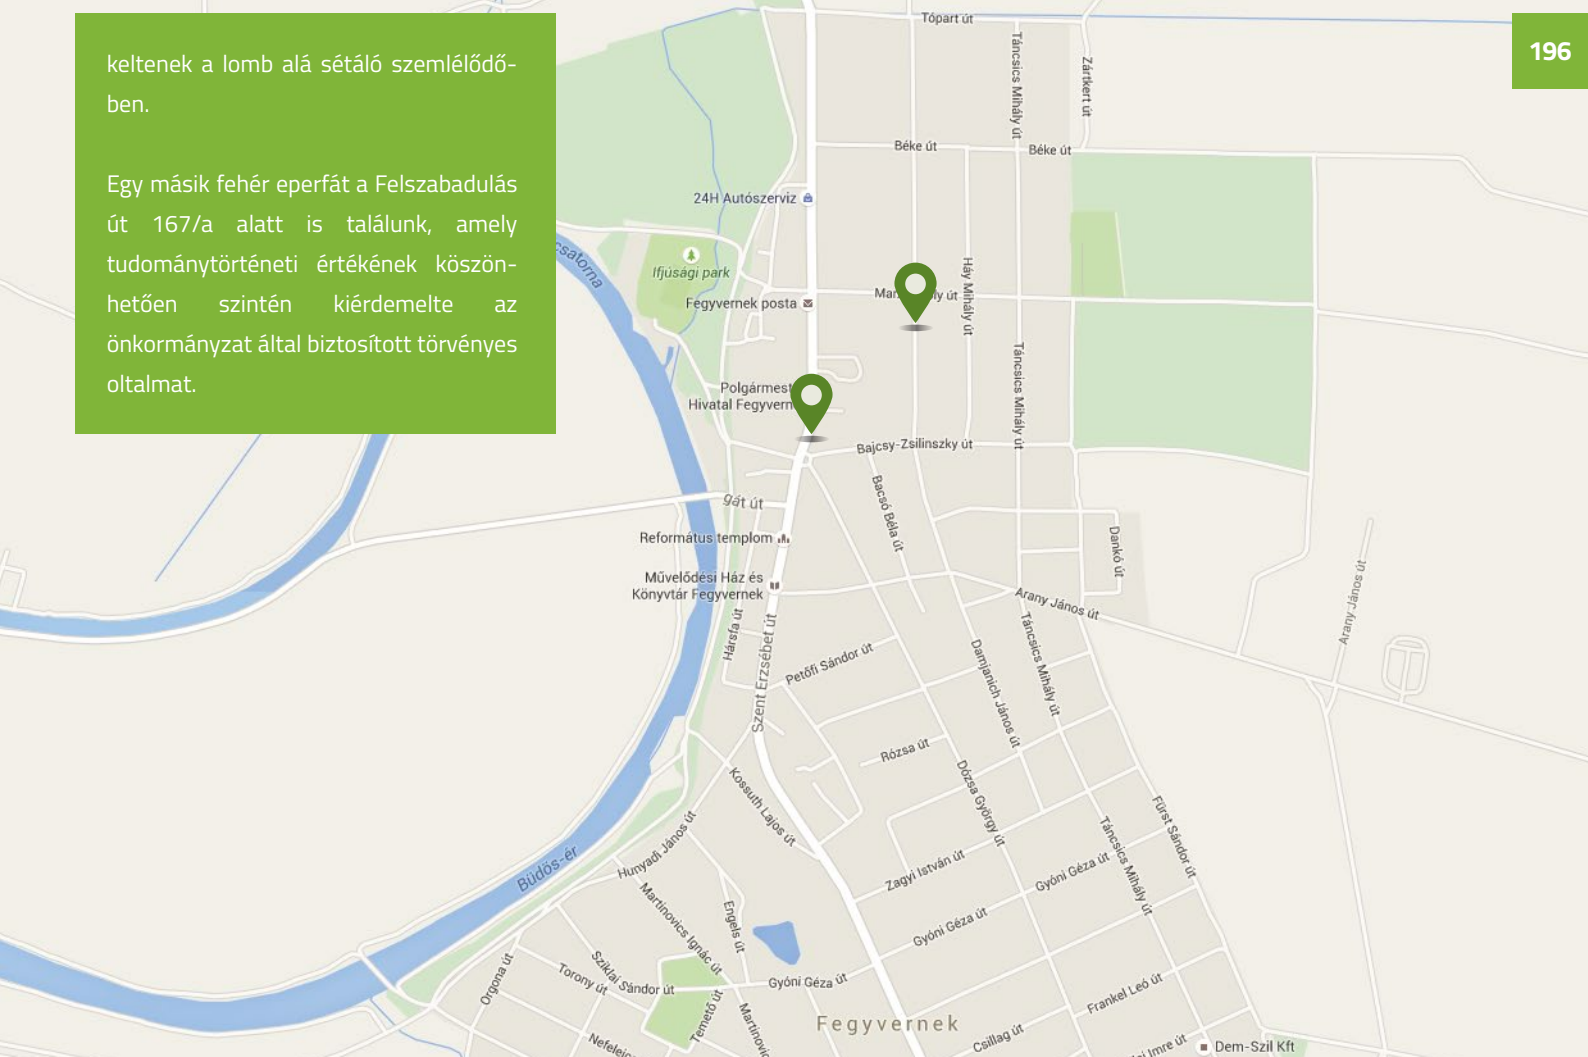 keltenek a lomb alá sétáló szemlélődő-
ben.
Egy másik fehér eperfát a Felszabadulás
út 167/a alatt is találunk, amely
tudománytörténeti értékének köszön-
hetően szintén kiérdemelte az
önkormányzat által biztosított törvényes
oltalmat.
196
Tópart út
Táncsics Mihály út
Zártkert út
Béke út
Béke út
24H Autószerviz
csatorna
Ifjúsági park
Háy Mihály út
Fegyvernek posta
Táncsics Mihály út
Hivatal
Bajcsy-Zsilinszky út
Bacsó Béla út
gát út
Református templom
Dankó út
Művelődési Ház és
Könyvtár Fegyvernek
Arany János út
Arany János út
Hársfa út
Szent Erzsébet út
Petőfi Sándor út
Damjanich János út
Táncsics Mihály út
Rózsa út
Kossuth Lajos út
Dózsa György út
Fürst Sándor út
Hunyadi János út
Büdös-ér
Zagyi István út
Gyóni Géza út
Táncsics Mihály út
Martinovics Ignác út
Engels út
Gyóni Géza út
Orgona út
Torony út
Sziklai Sándor út
Gyóni Géza út
Temető út
Frankel Leó út
Fegyvernek
Csillag út
Imre út
Dem-Szil Kft